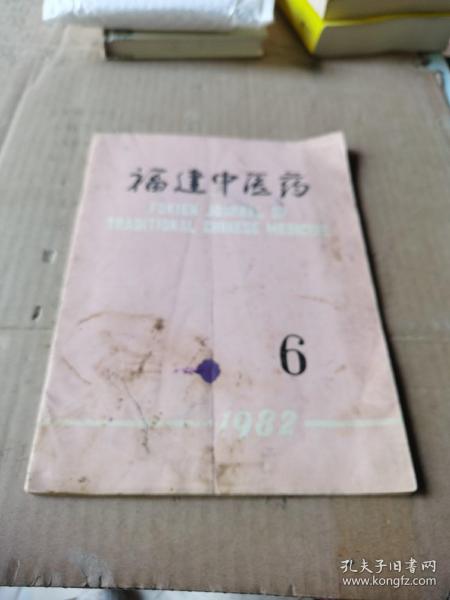 福建中医药
FUKIEN JOURNAL OF
TRADITIONAL CHINESE MEDICINE
6
1982
孔夫子旧书网
www.kongfz.com